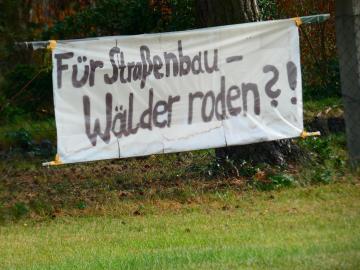 Für Straßenbau –
Wälder roden?!